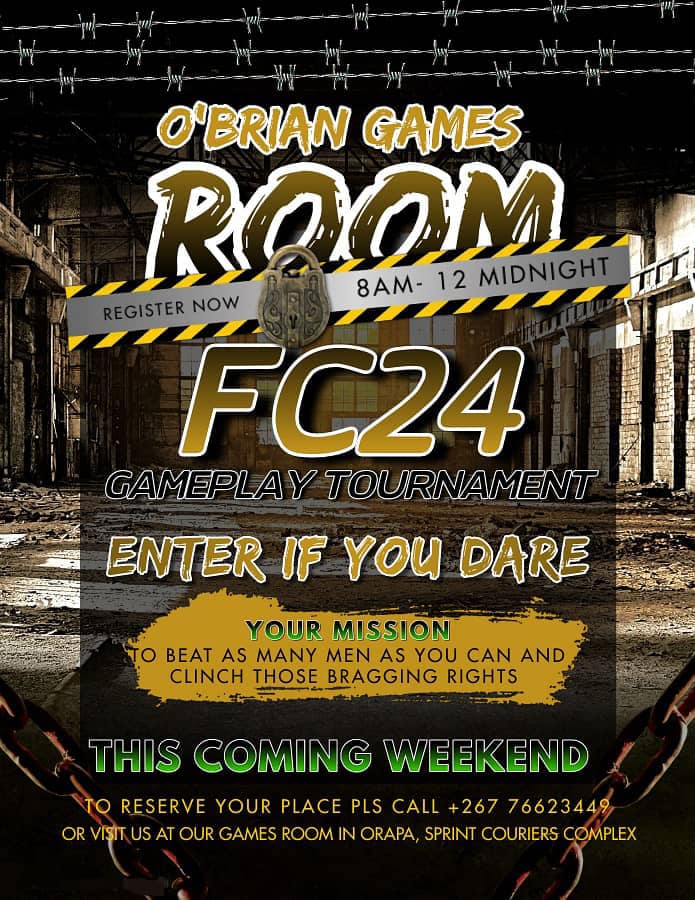 O'BRIAN GAMES
ROOM
REGISTER NOW 8AM- 12 MIDNIGHT
FC24
GAMEPLAY TOURNAMENT
ENTER IF YOU DARE
YOUR MISSION
TO BEAT AS MANY MEN AS YOU CAN AND
CLINCH THOSE BRAGGING RIGHTS
THIS COMING WEEKEND
TO RESERVE YOUR PLACE PLS CALL +267 76623449
OR VISIT US AT OUR GAMES ROOM IN ORAPA, SPRINT COURIERS COMPLEX